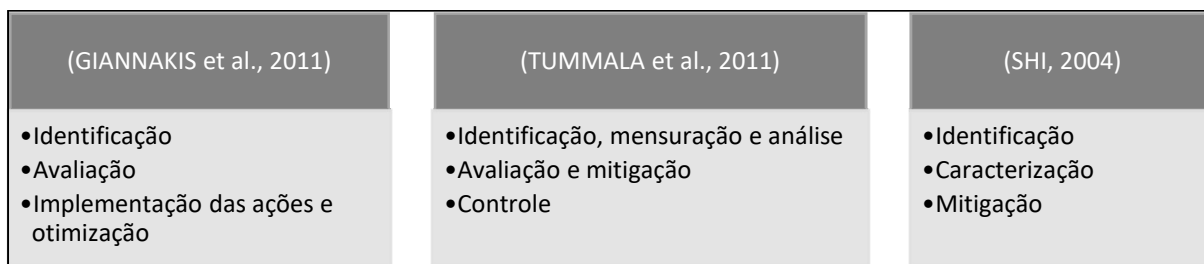 (GIANNAKIS et al., 2011)
•Identificação
•Avaliação
•Implementação das ações e
otimização
(TUMMALA et al., 2011)
•Identificação, mensuração e análise
•Avaliação e mitigação
•Controle
(SHI, 2004)
•Identificação
•Caracterização
•Mitigação